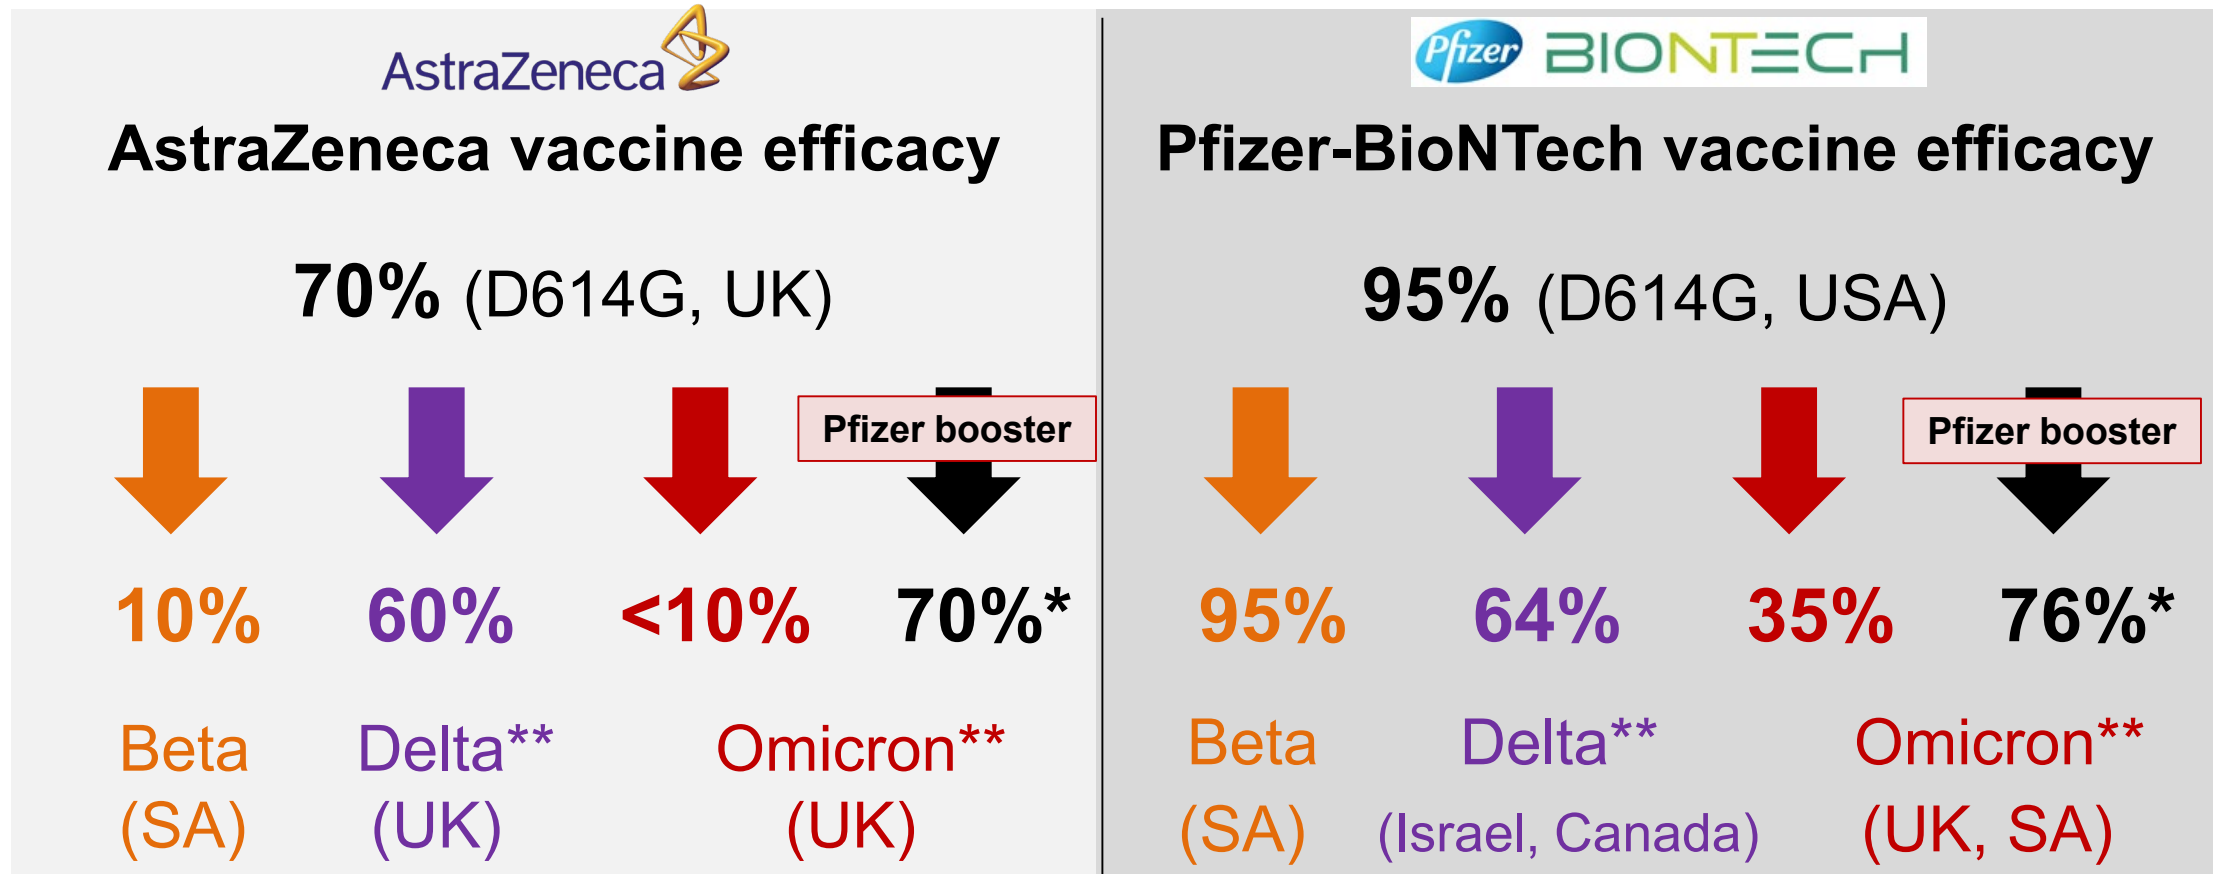 AstraZeneca
AstraZeneca vaccine efficacy
70% (D614G, UK)
Pfizer booster
10% 60% <10% 70%*
Beta Delta** Omicron**
(SA) (UK) (UK)
Pfizer BIONTECH
Pfizer-BioNTech vaccine efficacy
95% (D614G, USA)
Pfizer booster
95% 64% 35% 76%*
Beta Delta** Omicron**
(SA) (Israel, Canada) (UK, SA)